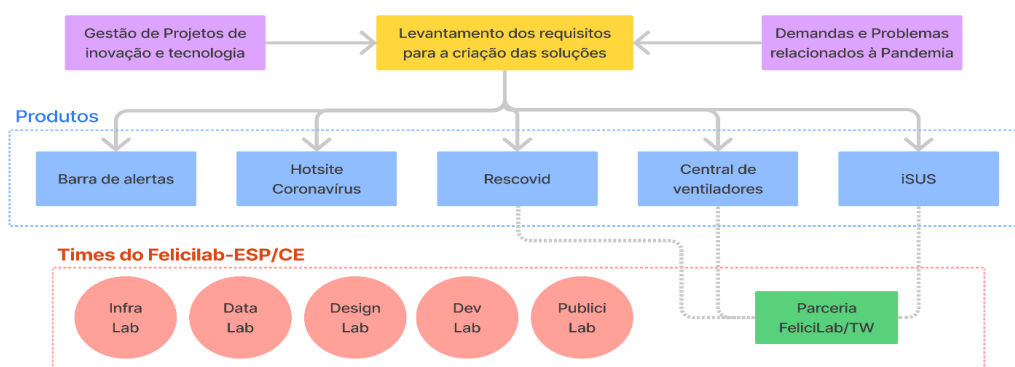 Gestão de Projetos de
inovação e tecnologia
Levantamento dos requisitos
para a criação das soluções
Demandas e Problemas
relacionados à Pandemia
Produtos
Barra de alertas
Hotsite
Coronavírus
Rescovid
Central de
ventiladores
iSUS
Times do Felicilab-ESP/CE
Infra
Lab
Data
Lab
Design
Lab
Dev
Lab
Publici
Lab
Parceria
FeliciLab/TW